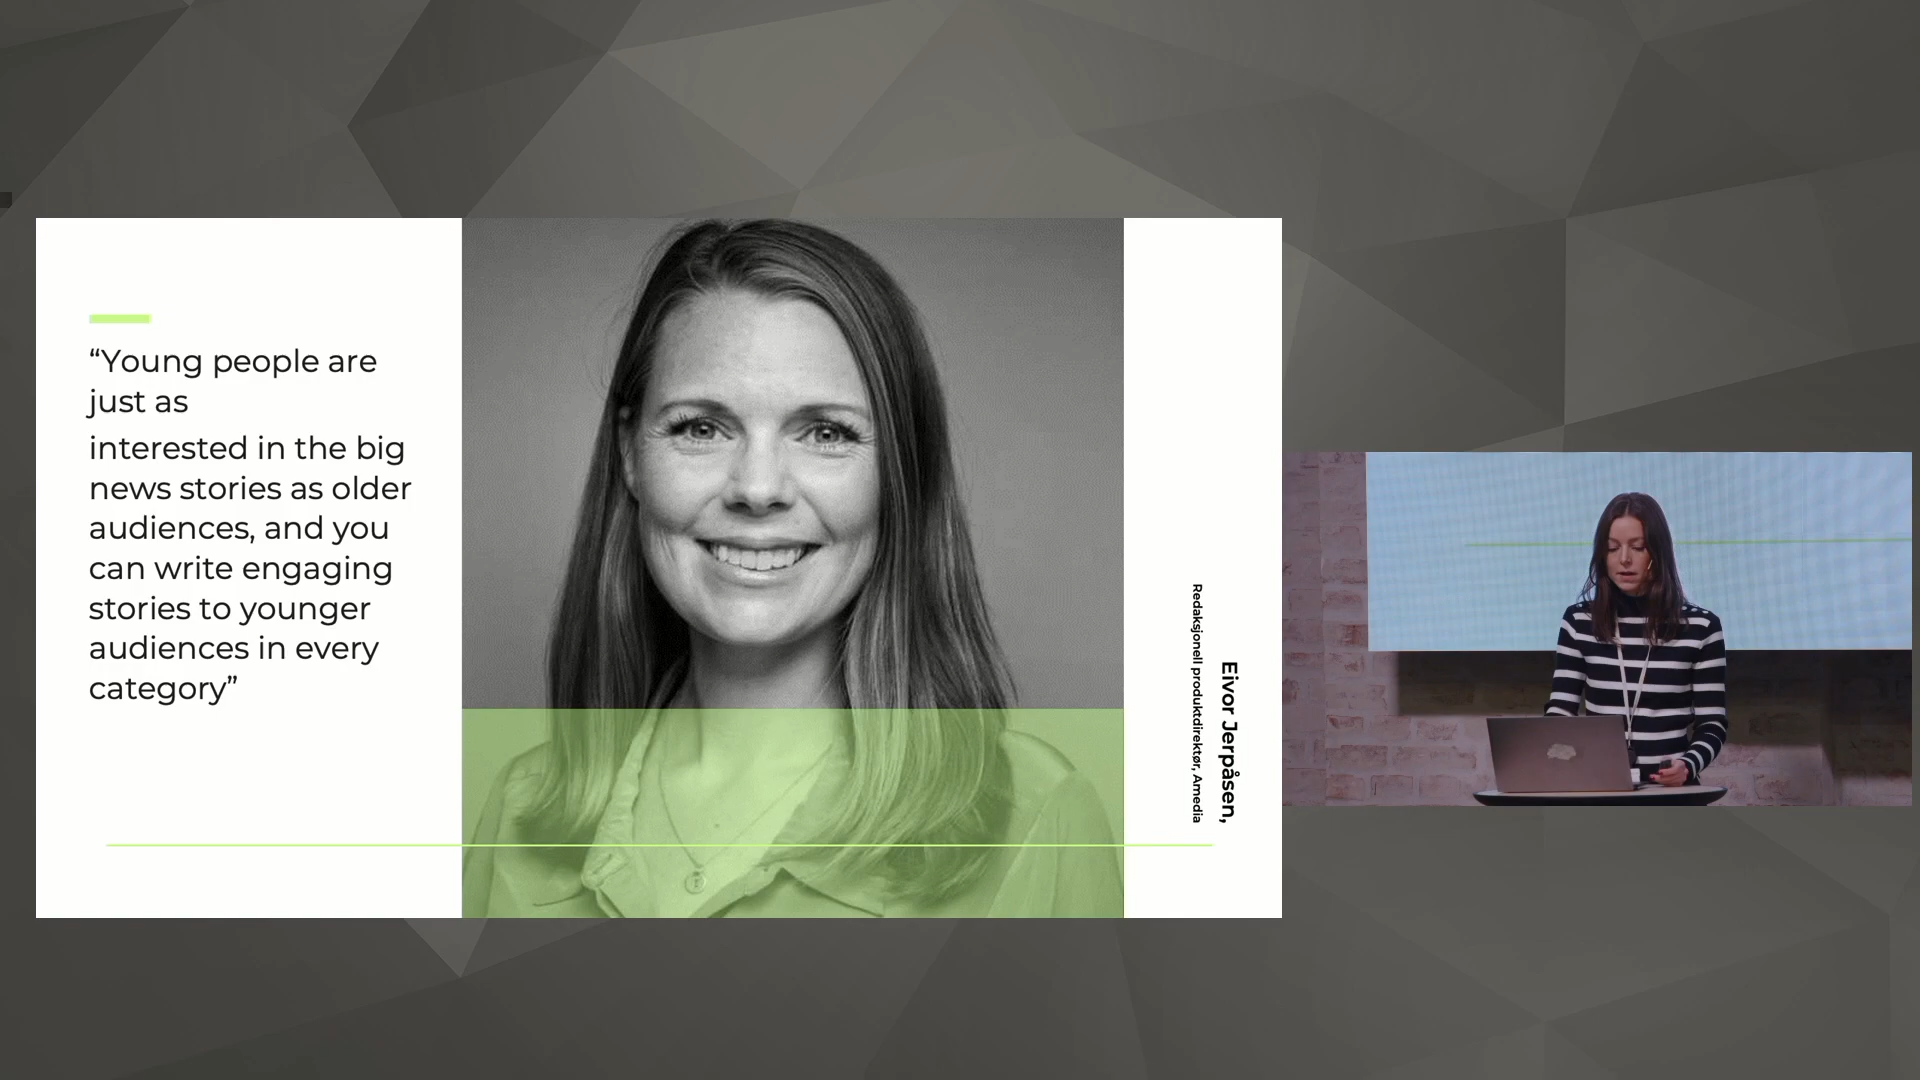 “Young people are
just as
interested in the big
news stories as older
audiences, and you
can write engaging
stories to younger
audiences in every
category”
Eivor Jerpåsen,
Redaksjonell produktdirektør, Amedia